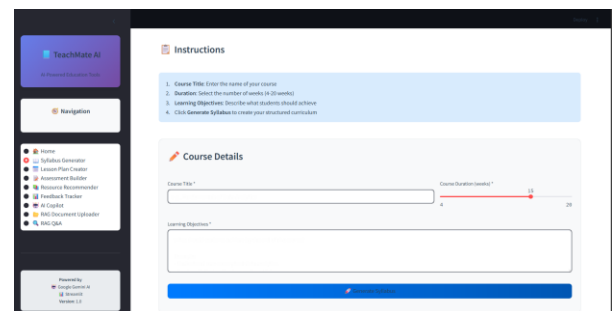 TeachMate AI
AI-Powered Education Tools
Navigation
Home
Syllabus Generator
Lesson Plan Creator
Assessment Builder
Resource Recommender
Feedback Tracker
AI Copilot
RAG Document Uploader
RAG Q&A
Powered by
Google Gemini AI
Streamlit
Version 1.0
Instructions
1. Course Title: Enter the name of your course
2. Duration: Select the number of weeks (4-20 weeks)
3. Learning Objectives: Describe what students should achieve
4. Click Generate Syllabus to create your structured curriculum
Course Details
Course Title *
Course Duration (weeks) *
4
Learning Objectives *
Generate Syllabus